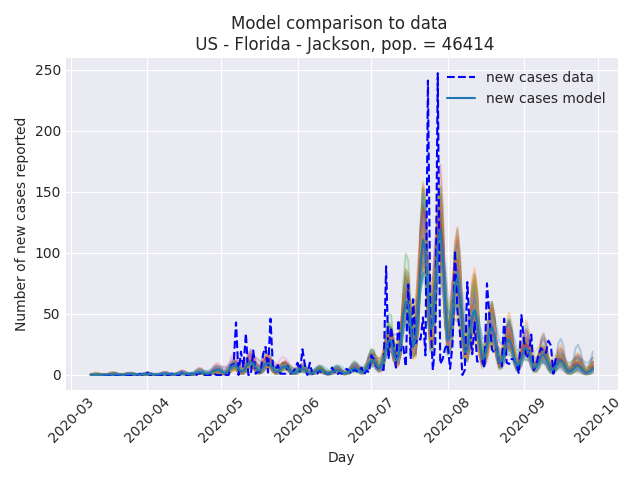 Model comparison to data
US - Florida - Jackson, pop. = 46414
new cases data
new cases model
Number of new cases reported
250
200
150
100
50
0
2020-03
2020-04
2020-05
2020-06
2020-07
2020-08
2020-09
2020-10
Day